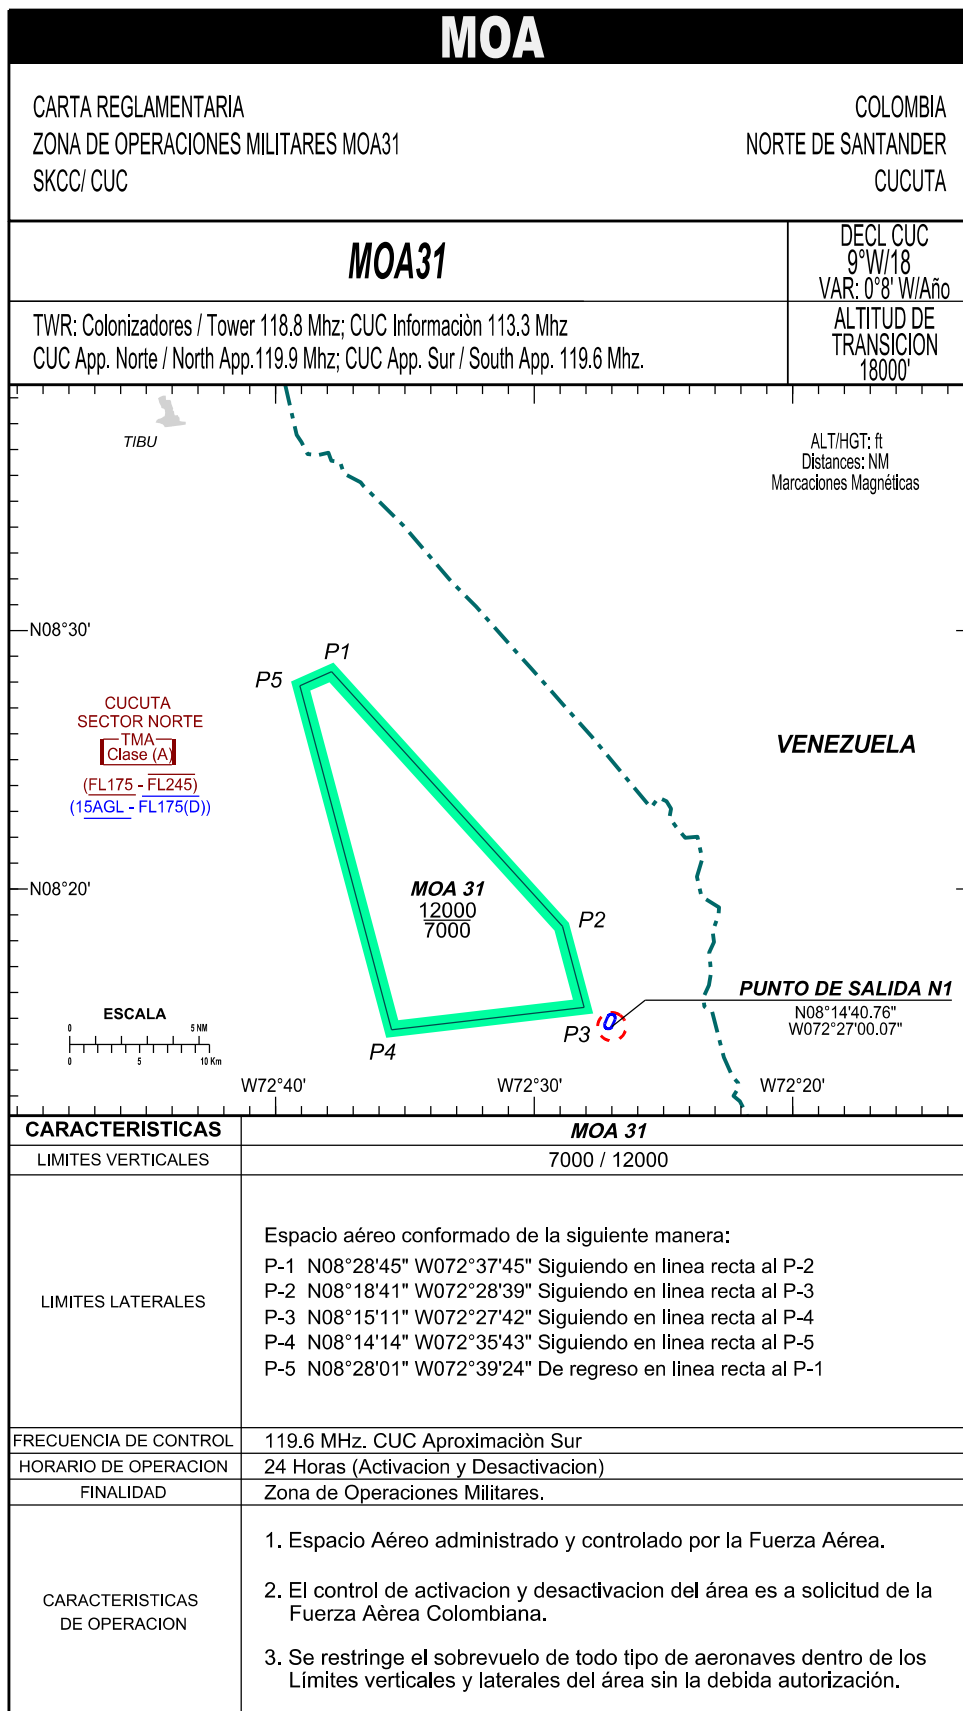 MOA
CARTA REGLAMENTARIA
ZONA DE OPERACIONES MILITARES MOA31
SKCC/ CUC
COLOMBIA
NORTE DE SANTANDER
CUCUTA
MOA31
DECL CUC
9°W/18
VAR: 0°8' W/Año
TWR: Colonizadores / Tower 118.8 Mhz; CUC Informaciòn 113.3 Mhz
CUC App. Norte / North App.119.9 Mhz; CUC App. Sur / South App. 119.6 Mhz.
ALTITUD DE
TRANSICION
18000'
TIBU
ALT/HGT: ft
Distances: NM
Marcaciones Magnéticas
N08°30'
P1
P5
CUCUTA
SECTOR NORTE
TMA
Clase (A)
(FL175 - FL245)
(15AGL - FL175(D))
VENEZUELA
N08°20'
MOA 31
12000
7000
P2
PUNTO DE SALIDA N1
N08°14'40.76"
W072°27'00.07"
ESCALA
0 5 NM
0 5 10 Km
P3
P4
W72°40'
W72°30'
W72°20'
CARACTERISTICAS
MOA 31
LIMITES VERTICALES
7000 / 12000
LIMITES LATERALES
Espacio aéreo conformado de la siguiente manera:
P-1 N08°28'45" W072°37'45" Siguiendo en linea recta al P-2
P-2 N08°18'41" W072°28'39" Siguiendo en linea recta al P-3
P-3 N08°15'11" W072°27'42" Siguiendo en linea recta al P-4
P-4 N08°14'14" W072°35'43" Siguiendo en linea recta al P-5
P-5 N08°28'01" W072°39'24" De regreso en linea recta al P-1
FRECUENCIA DE CONTROL
119.6 MHz. CUC Aproximaciòn Sur
HORARIO DE OPERACION
24 Horas (Activacion y Desactivacion)
FINALIDAD
Zona de Operaciones Militares.
CARACTERISTICAS
DE OPERACION
1. Espacio Aéreo administrado y controlado por la Fuerza Aérea.
2. El control de activacion y desactivacion del área es a solicitud de la
Fuerza Aèrea Colombiana.
3. Se restringe el sobrevuelo de todo tipo de aeronaves dentro de los
Límites verticales y laterales del área sin la debida autorización.